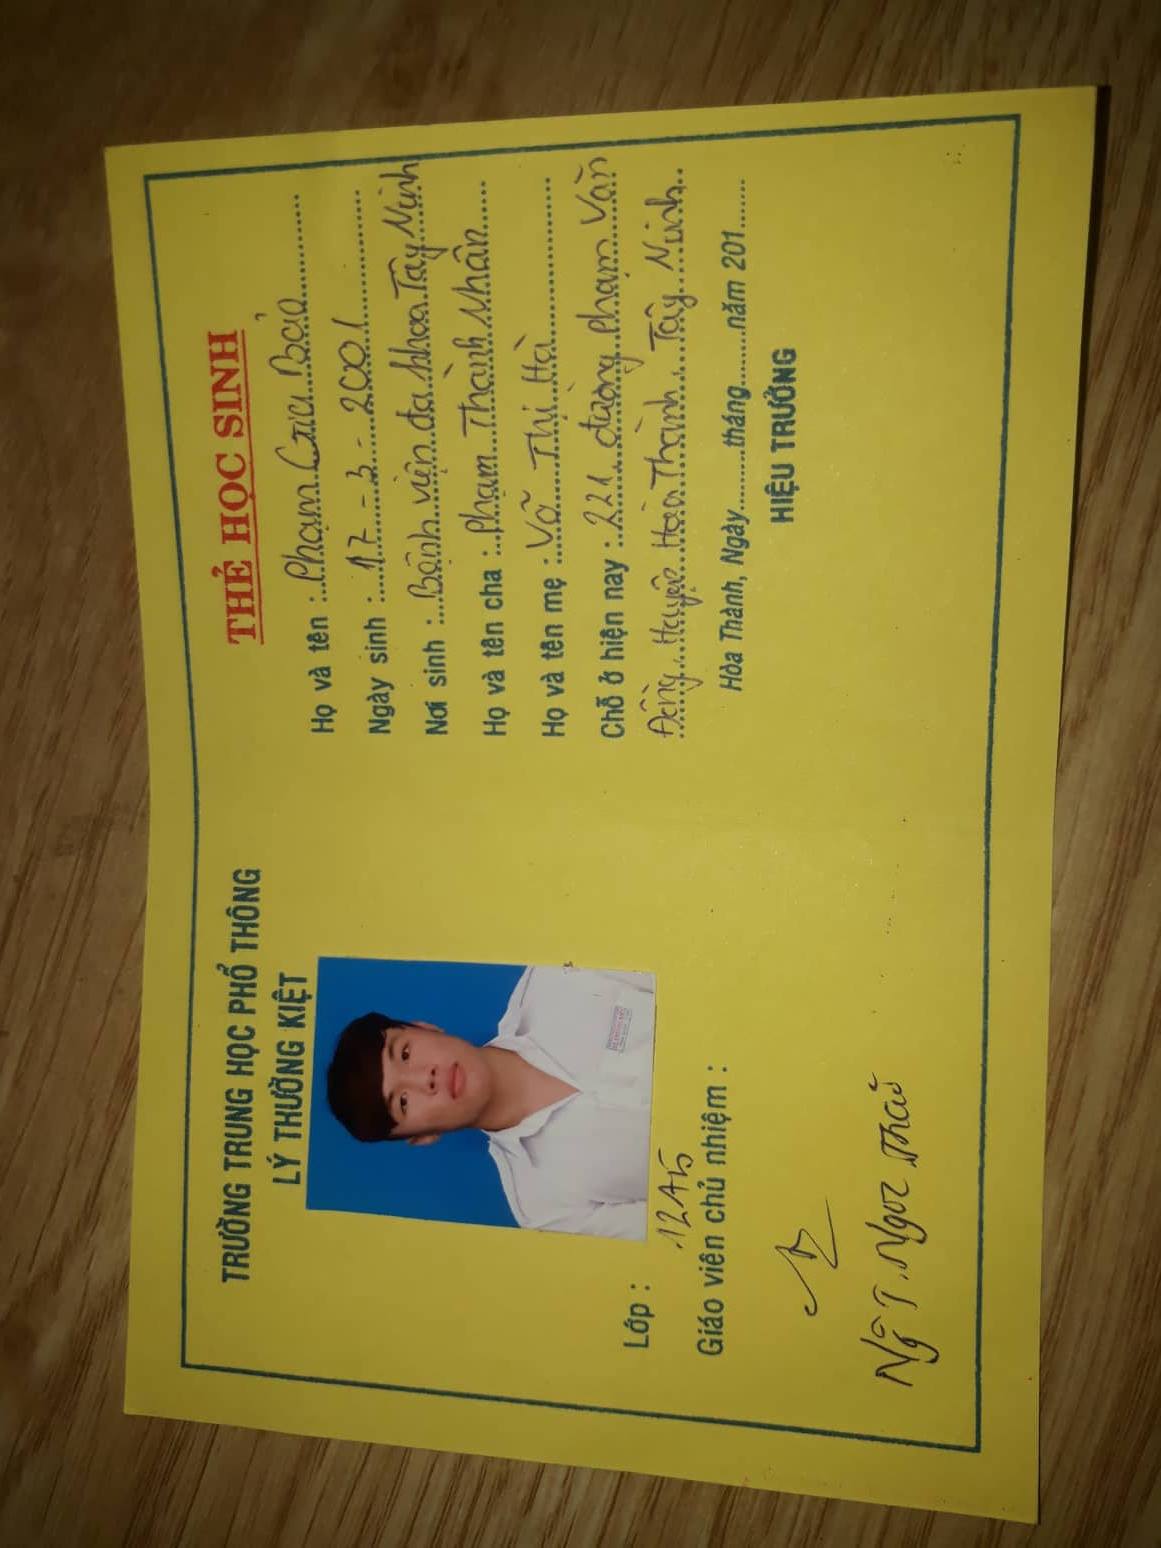 TRƯỜNG TRUNG HỌC PHỔ THÔNG
LÝ THƯỜNG KIỆT
Lớp : 12A5
Giáo viên chủ nhiệm :
Ngô T. Ngọc
THẺ HỌC SINH
Họ và tên : Phạm Gia Bảo
Ngày sinh : 17 - 3 - 2001
Nơi sinh : Bệnh viện đa khoa Tây Ninh
Họ và tên cha : Phạm Thành Nhân
Họ và tên mẹ : Võ Thị Hà
Chỗ ở hiện nay : 221 đường Phạm Văn
Đồng Huyện Hòa Thành Tây Ninh
Hòa Thành, Ngày.........tháng.........năm 201......
HIỆU TRƯỞNG